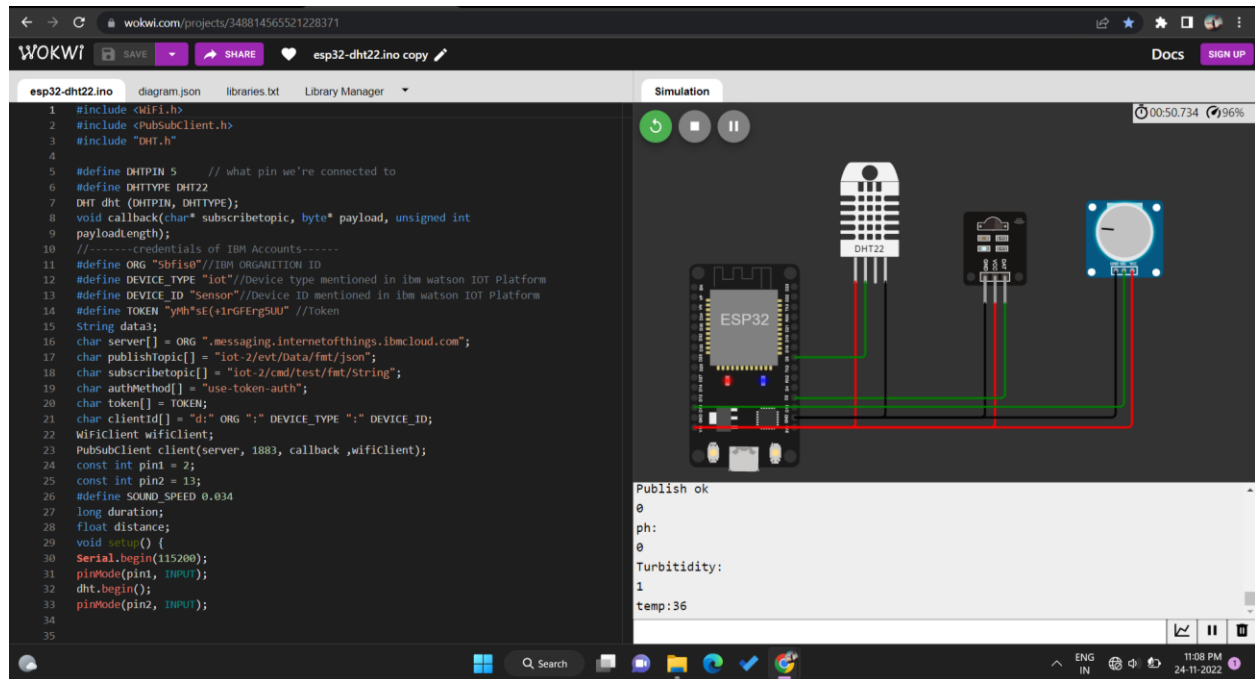 wokwi.com/projects/348814565521228371
WOKWI SAVE SHARE esp32-dht22.ino copy Docs SIGN UP
esp32-dht22.ino diagram.json libraries.txt Library Manager
1 #include <WiFi.h>
2 #include <PubSubClient.h>
3 #include "DHT.h"
4
5 #define DHTPIN 5 // what pin we're connected to
6 #define DHTTYPE DHT22
7 DHT dht (DHTPIN, DHTTYPE);
8 void callback(char* subscribetopic, byte* payload, unsigned int
9 payloadLength);
10 //-------credentials of IBM Accounts------
11 #define ORG "5bfis0"//IBM ORGANITION ID
12 #define DEVICE_TYPE "iot"//Device type mentioned in ibm watson IOT Platform
13 #define DEVICE_ID "Sensor"//Device ID mentioned in ibm watson IOT Platform
14 #define TOKEN "yMh*sE(+1rGFErg5UU" //Token
15 String data3;
16 char server[] = ORG ".messaging.internetofthings.ibmcloud.com";
17 char publishTopic[] = "iot-2/evt/Data/fmt/json";
18 char subscribetopic[] = "iot-2/cmd/test/fmt/String";
19 char authMethod[] = "use-token-auth";
20 char token[] = TOKEN;
21 char clientId[] = "d:" ORG ":" DEVICE_TYPE ":" DEVICE_ID;
22 WiFiClient wifiClient;
23 PubSubClient client(server, 1883, callback ,wifiClient);
24 const int pin1 = 2;
25 const int pin2 = 13;
26 #define SOUND_SPEED 0.034
27 long duration;
28 float distance;
29 void setup() {
30 Serial.begin(115200);
31 pinMode(pin1, INPUT);
32 dht.begin();
33 pinMode(pin2, INPUT);
34
35
Simulation
00:50.734 96%
DHT22
GND VCC DAT
ESP32
Publish ok
0
ph:
0
Turbitidity:
1
temp:36
Search
ENG
IN
11:08 PM
24-11-2022
1